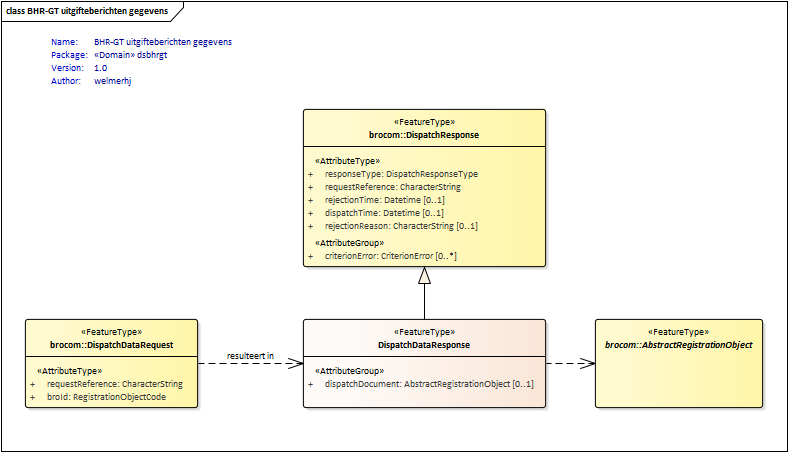 class BHR-GT uitgifteberichten gegevens
Name: BHR-GT uitgifteberichten gegevens
Package: «Domain» dsbhrgt
Version: 1.0
Author: welmerhj
«FeatureType»
brocom::DispatchResponse
«AttributeType»
+ responseType: DispatchResponseType
+ requestReference: CharacterString
+ rejectionTime: Datetime [0..1]
+ dispatchTime: Datetime [0..1]
+ rejectionReason: CharacterString [0..1]
«AttributeGroup»
+ criterionError: CriterionError [0..*]
«FeatureType»
brocom::DispatchDataRequest
«AttributeType»
+ requestReference: CharacterString
+ broId: RegistrationObjectCode
resulteert in
«FeatureType»
DispatchDataResponse
«AttributeGroup»
+ dispatchDocument: AbstractRegistrationObject [0..1]
«FeatureType»
brocom::AbstractRegistrationObject